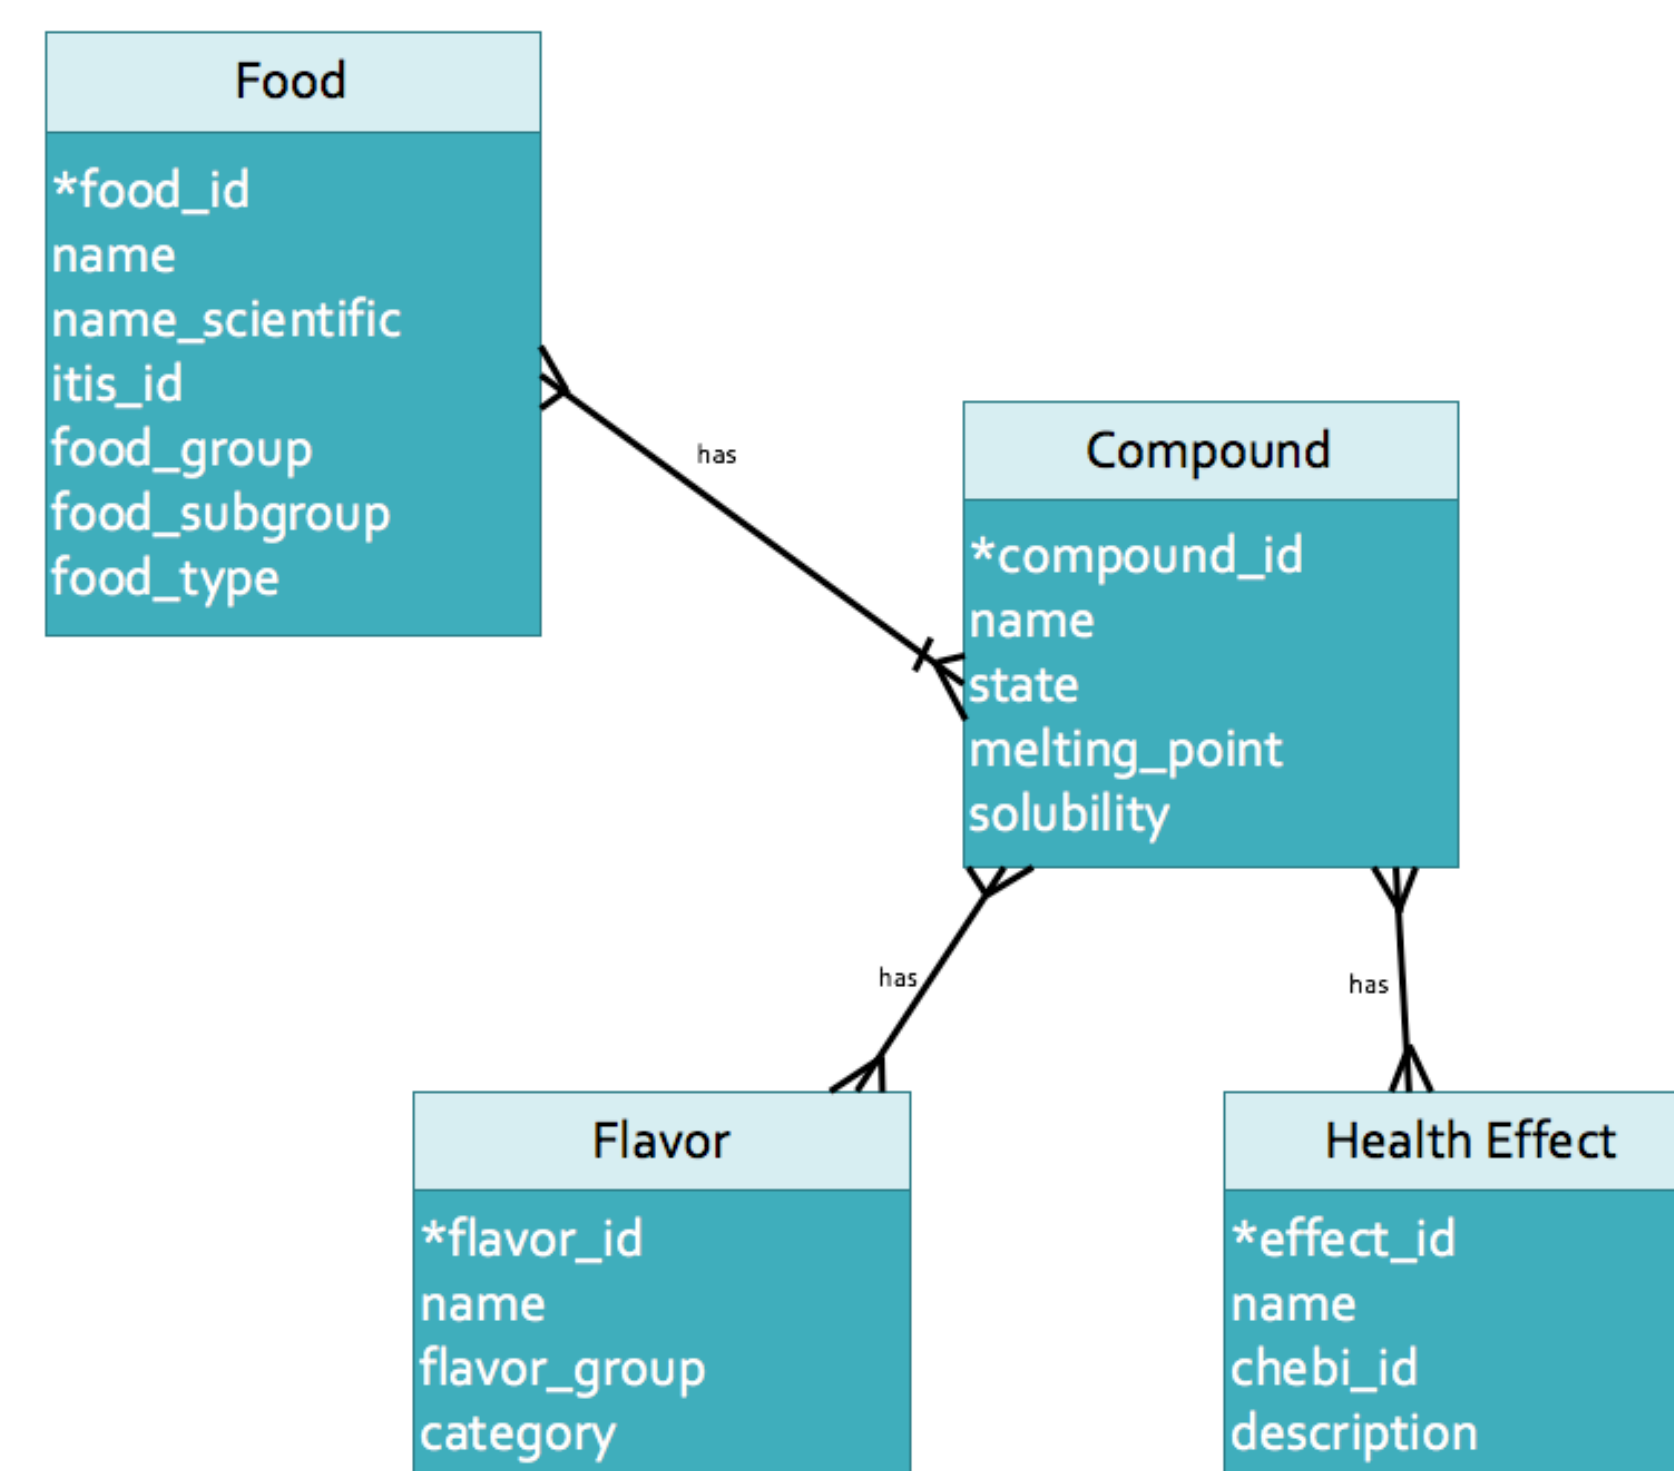 Food
*food_id
name
name_scientific
itis_id
food_group
food_subgroup
food_type
has
Compound
*compound_id
name
state
melting_point
solubility
has
has
Flavor
*flavor_id
name
flavor_group
category
Health Effect
*effect_id
name
chebi_id
description